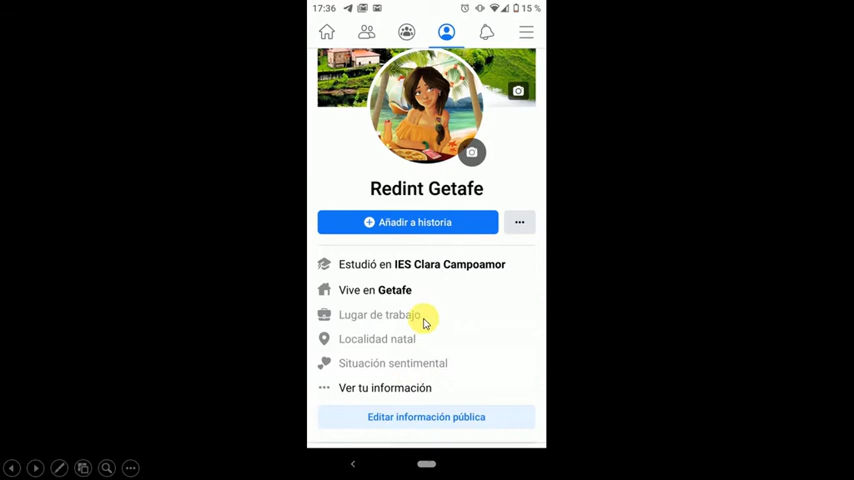 17:36
15 %
Redint Getafe
Añadir a historia
Estudió en IES Clara Campoamor
Vive en Getafe
Lugar de trabajo
Localidad natal
Situación sentimental
Ver tu información
Editar información pública